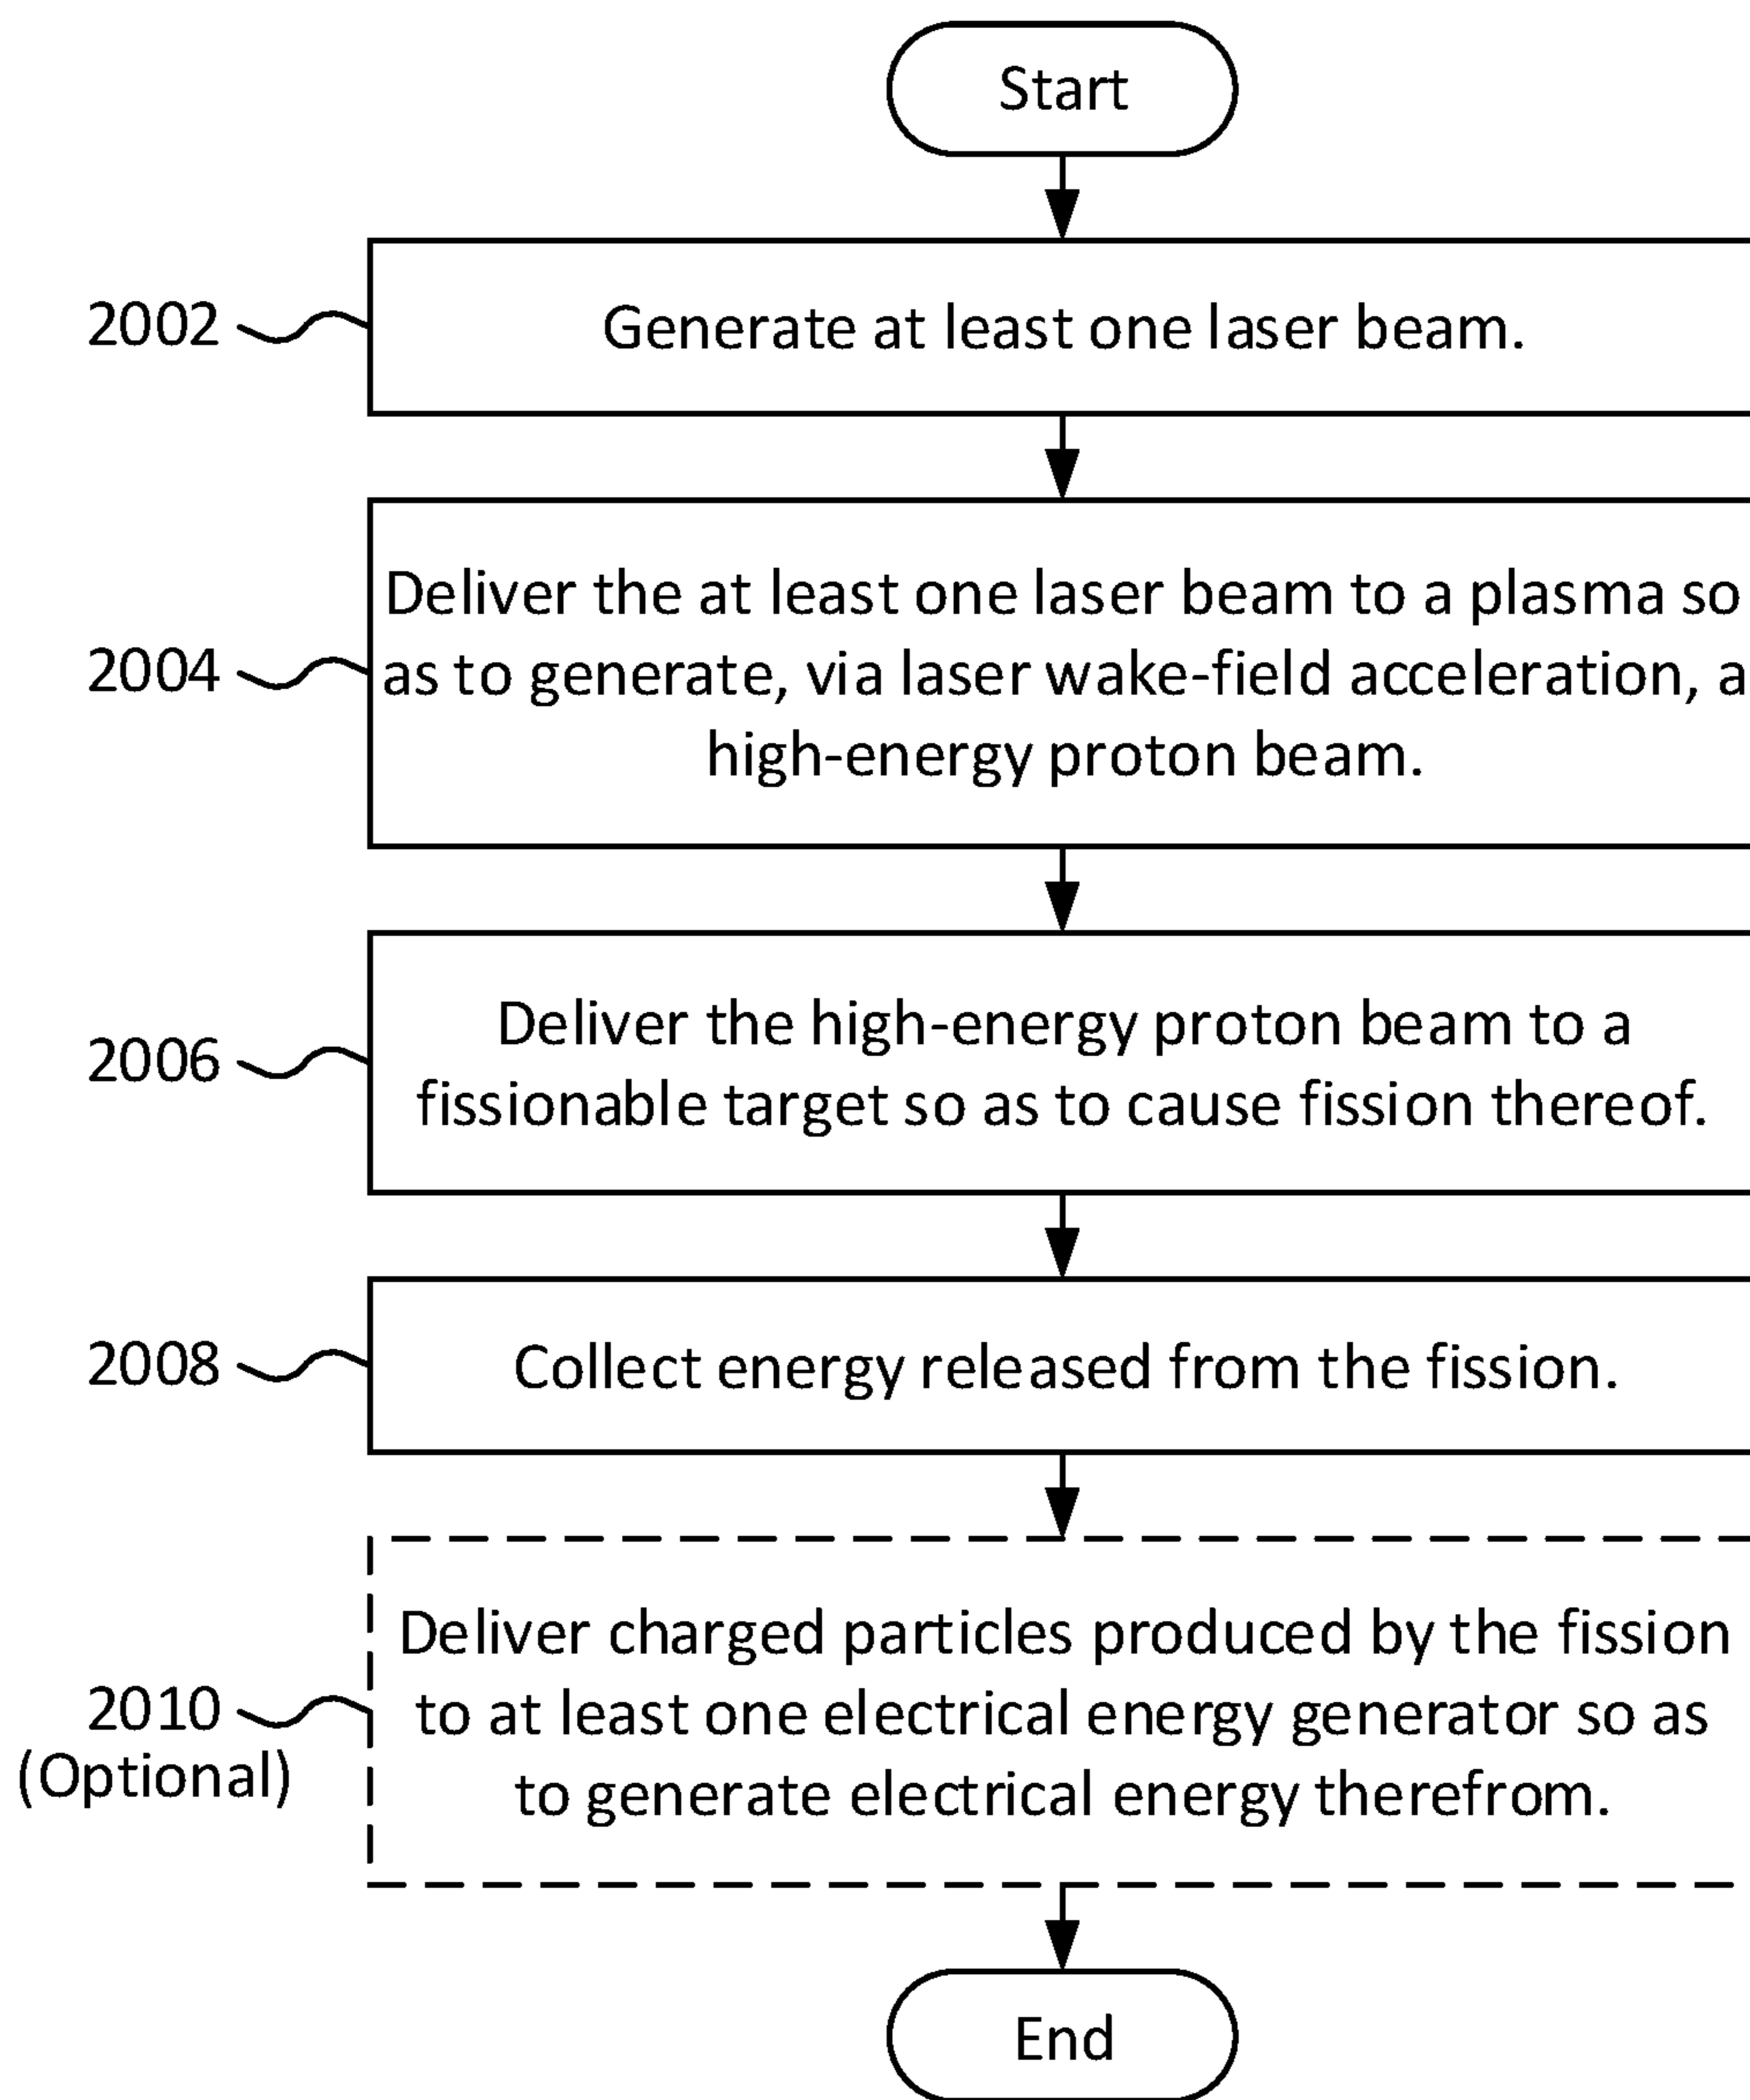 Start
2002
Generate at least one laser beam.
2004
Deliver the at least one laser beam to a plasma so
as to generate, via laser wake-field acceleration, a
high-energy proton beam.
2006
Deliver the high-energy proton beam to a
fissionable target so as to cause fission thereof.
2008
Collect energy released from the fission.
2010
(Optional)
Deliver charged particles produced by the fission
to at least one electrical energy generator so as
to generate electrical energy therefrom.
End